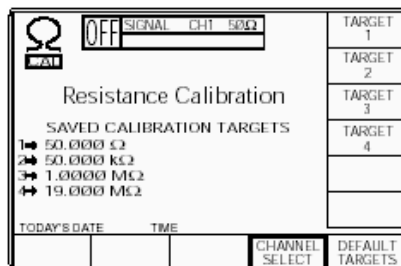 Ω OFF SIGNAL CH1 50Ω
CAL
Resistance Calibration
SAVED CALIBRATION TARGETS
1➔ 50.000 Ω
2➔ 50.000 kΩ
3➔ 1.0000 MΩ
4➔ 19.000 MΩ
TODAY'S DATE TIME
TARGET
1
TARGET
2
TARGET
3
TARGET
4
CHANNEL
SELECT
DEFAULT
TARGETS